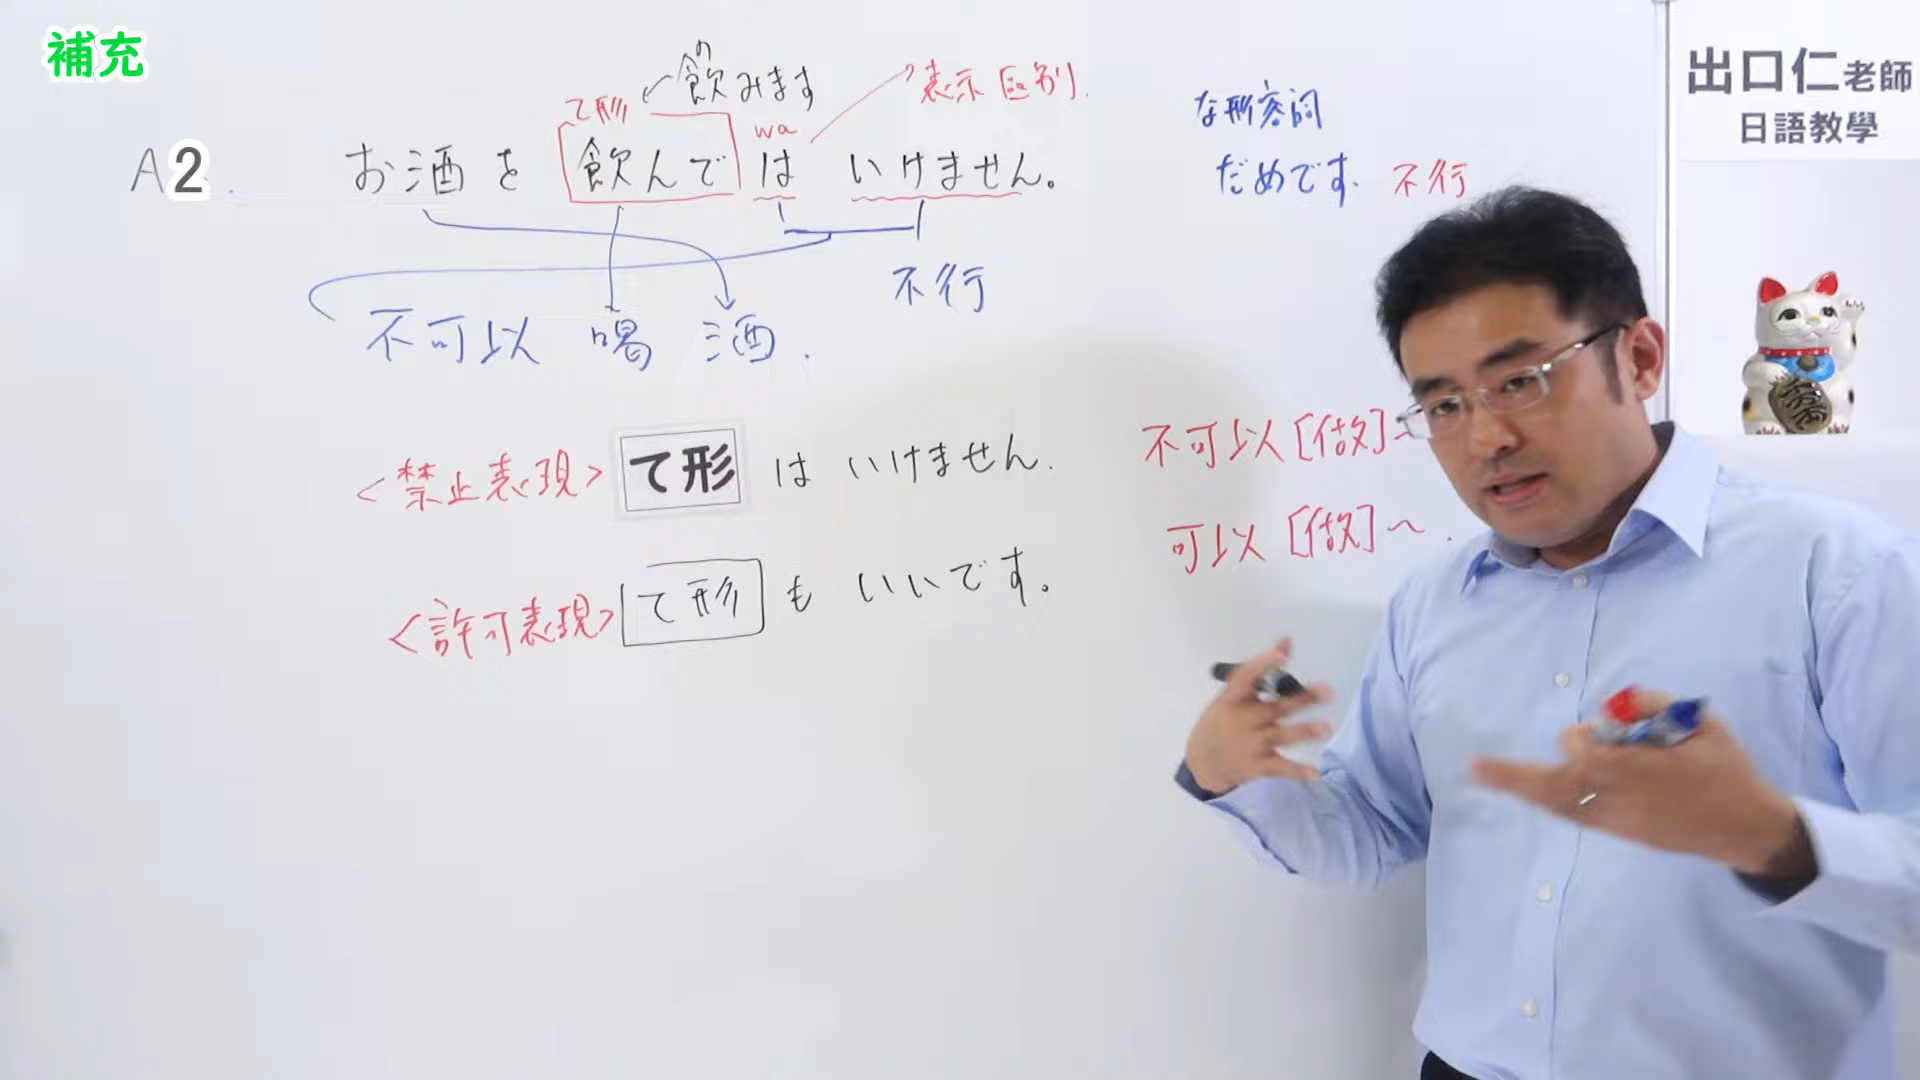 補充
の
飲みます
て形
wa
表示区别.
A2. お酒を飲んではいけません。
な形容詞
だめです. 不行
不行
不可以 喝 酒.
<禁止表現> て形 は いけません.
不可以[做]~
<許可表現> て形 も いいです。
可以[做]~.
出口仁老師
日語教學